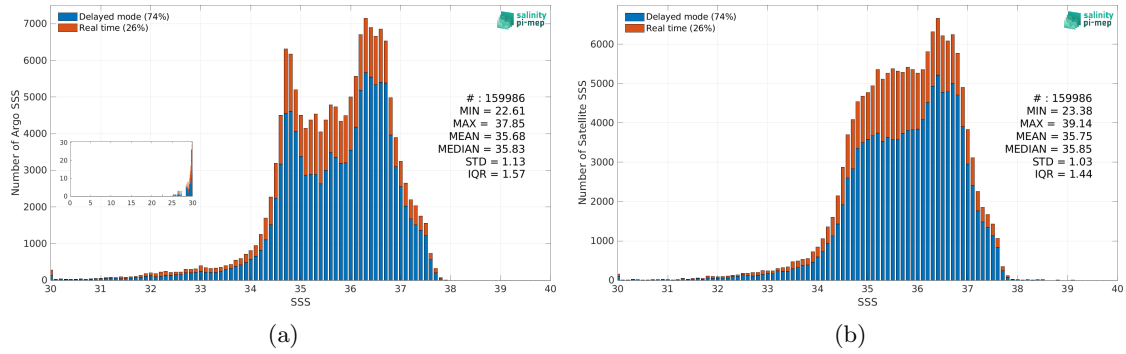 Delayed mode (74%)
Real time (26%)
salinity
pi-mep
# : 159986
MIN = 22.61
MAX = 37.85
MEAN = 35.68
MEDIAN = 35.83
STD = 1.13
IQR = 1.57
Number of Argo SSS
7000
6000
5000
4000
3000
2000
1000
0
30
20
10
0
0 5 10 15 20 25 30
30 31 32 33 34 35 36 37 38 39 40
SSS
(a)
Delayed mode (74%)
Real time (26%)
salinity
pi-mep
# : 159986
MIN = 23.38
MAX = 39.14
MEAN = 35.75
MEDIAN = 35.85
STD = 1.03
IQR = 1.44
Number of Satellite SSS
6000
5000
4000
3000
2000
1000
0
30 31 32 33 34 35 36 37 38 39 40
SSS
(b)